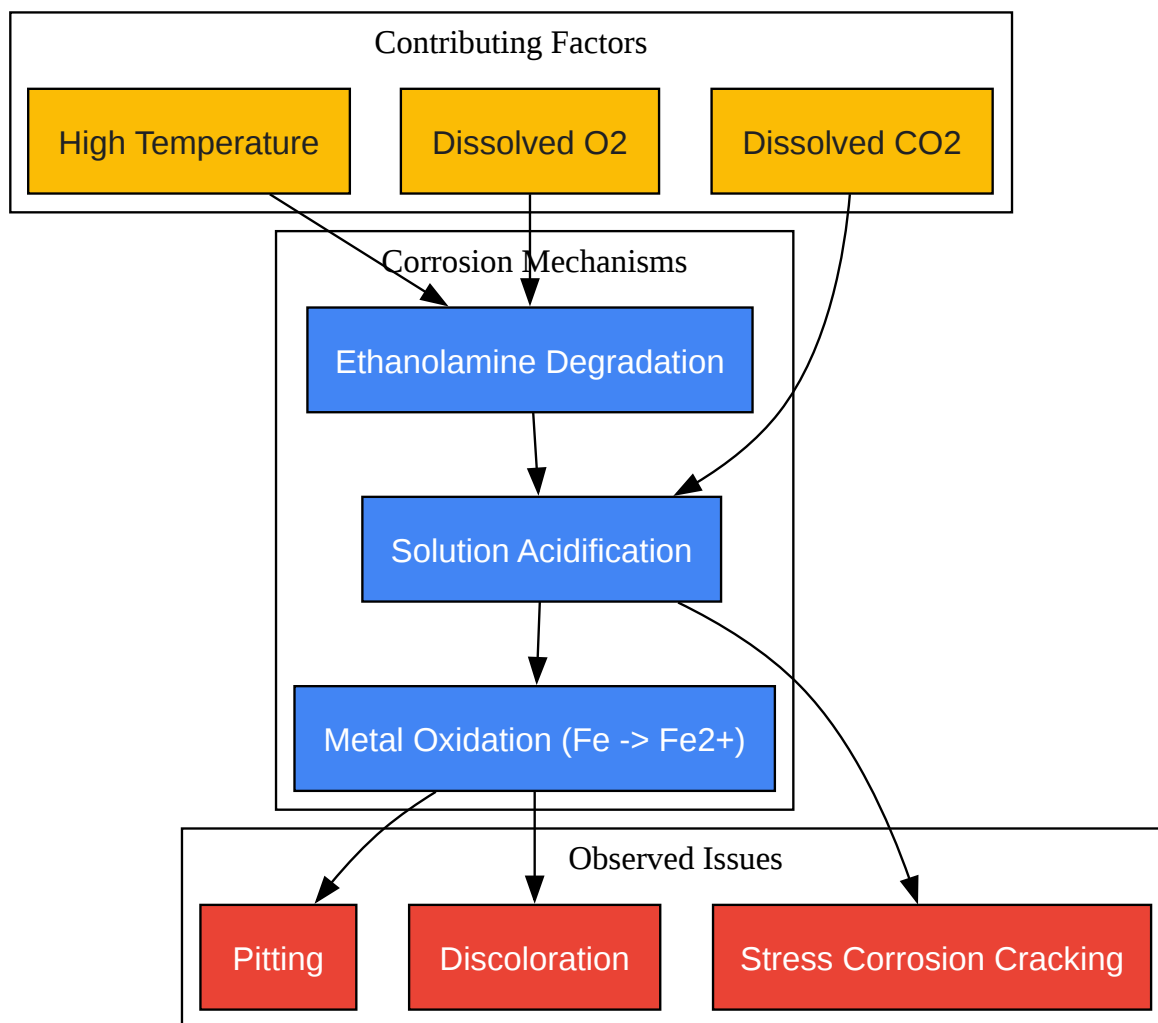 Contributing Factors
High Temperature
Dissolved O2
Dissolved CO2
Corrosion Mechanisms
Ethanolamine Degradation
Solution Acidification
Metal Oxidation (Fe -> Fe2+)
Observed Issues
Pitting
Discoloration
Stress Corrosion Cracking